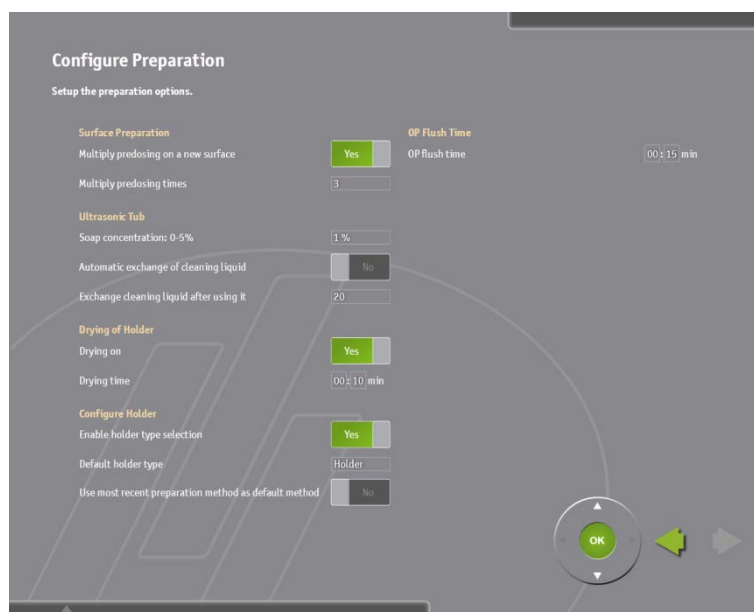 Configure Preparation
Setup the preparation options.
Surface Preparation
Multiply predosing on a new surface Yes
Multiply predosing times 3
Ultrasonic Tub
Soap concentration: 0-5% 1 %
Automatic exchange of cleaning liquid No
Exchange cleaning liquid after using it 20
Drying of Holder
Drying on Yes
Drying time 00 : 10 min
Configure Holder
Enable holder type selection Yes
Default holder type Holder
Use most recent preparation method as default method No
OP Flush Time
OP flush time 00 : 15 min
OK